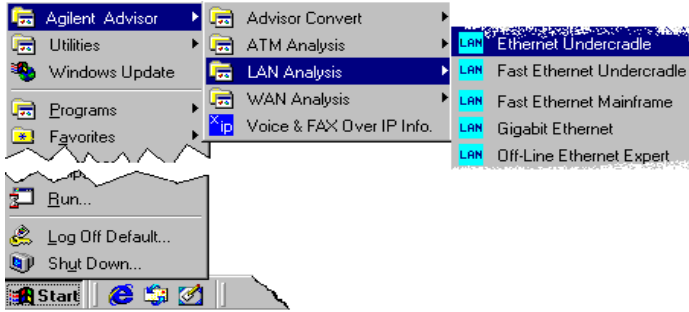 Agilent Advisor
Utilities
Windows Update
Programs
Favorites
Run...
Log Off Default...
Shut Down...
Start
Advisor Convert
ATM Analysis
LAN Analysis
WAN Analysis
Xip Voice & FAX Over IP Info.
LAN Ethernet Undercradle
LAN Fast Ethernet Undercradle
LAN Fast Ethernet Mainframe
LAN Gigabit Ethernet
LAN Off-Line Ethernet Expert